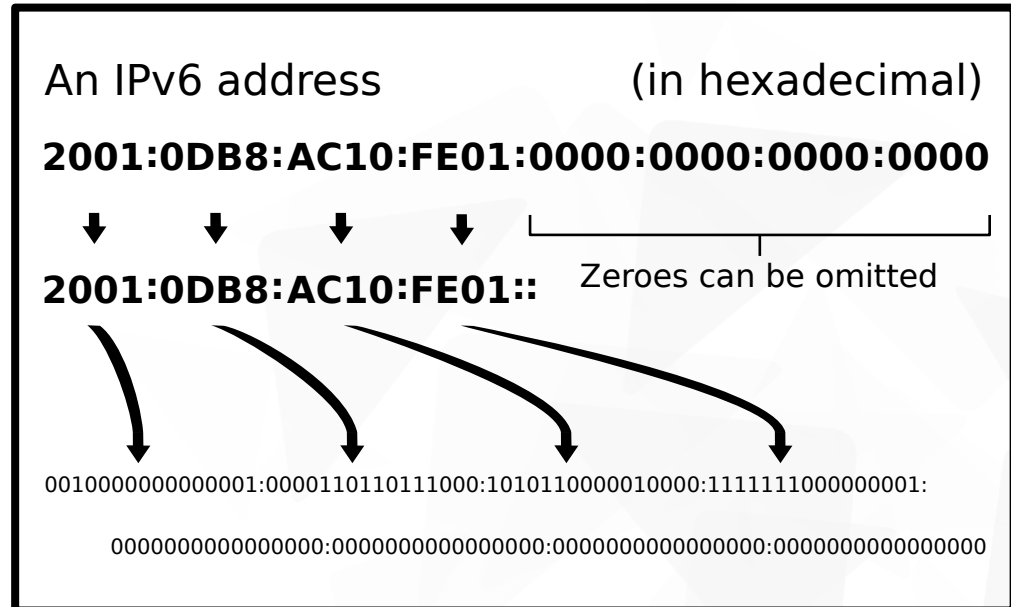 An IPv6 address (in hexadecimal)
2001:0DB8:AC10:FE01:0000:0000:0000:0000
2001:0DB8:AC10:FE01::
Zeroes can be omitted
0010000000000001:0000110110111000:1010110000010000:1111111000000001:
0000000000000000:0000000000000000:0000000000000000:0000000000000000